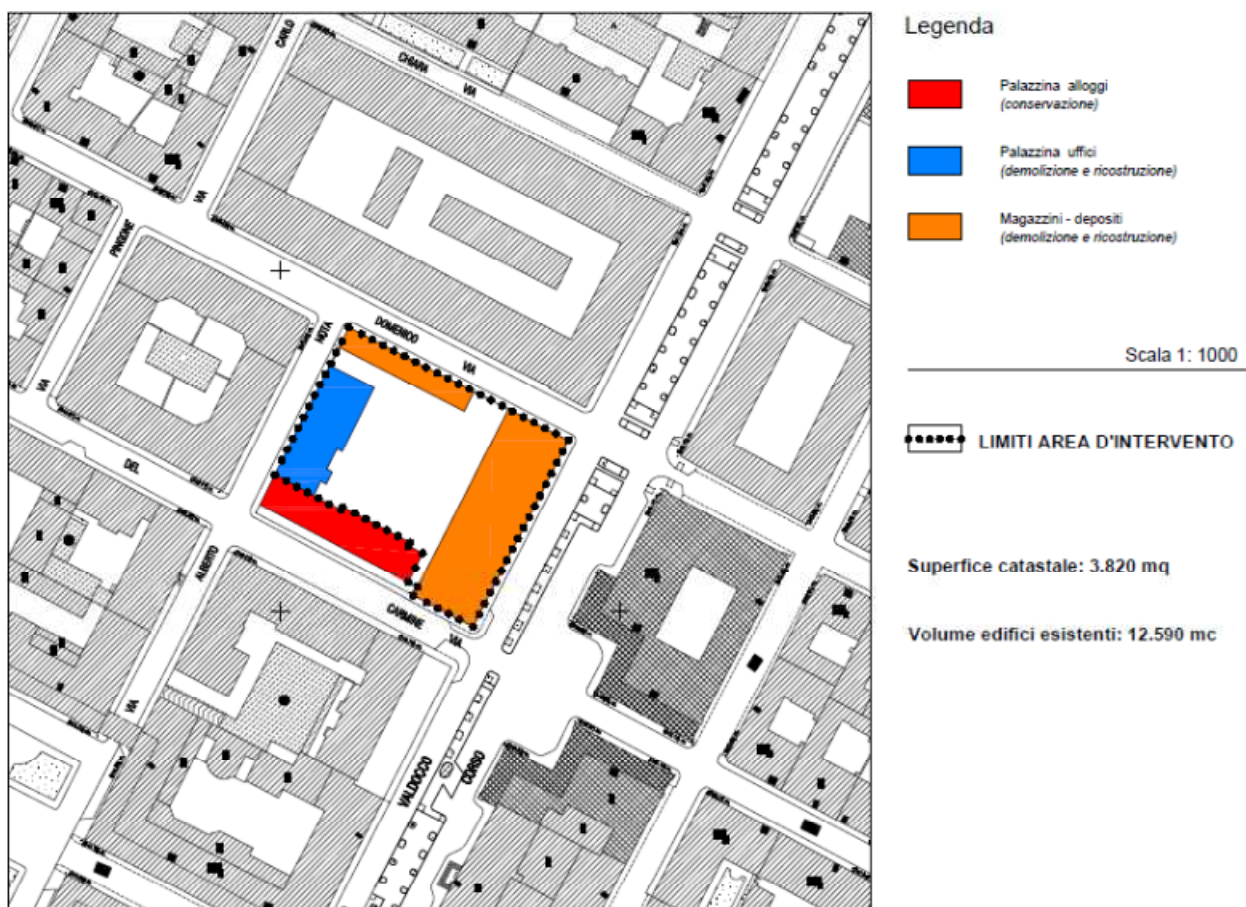 Legenda
Palazzina alloggi
(conservazione)
Palazzina uffici
(demolizione e ricostruzione)
Magazzini - depositi
(demolizione e ricostruzione)
Scala 1: 1000
LIMITI AREA D'INTERVENTO
Superfice catastale: 3.820 mq
Volume edifici esistenti: 12.590 mc
CARLO
CHIARA
VIA
VIA
PINGONE
VIA
NOTA
DOMENICO
VIA
DEL
ALBERTO
CARMINE
VIA
VIA
VALDOCCO
CORSO